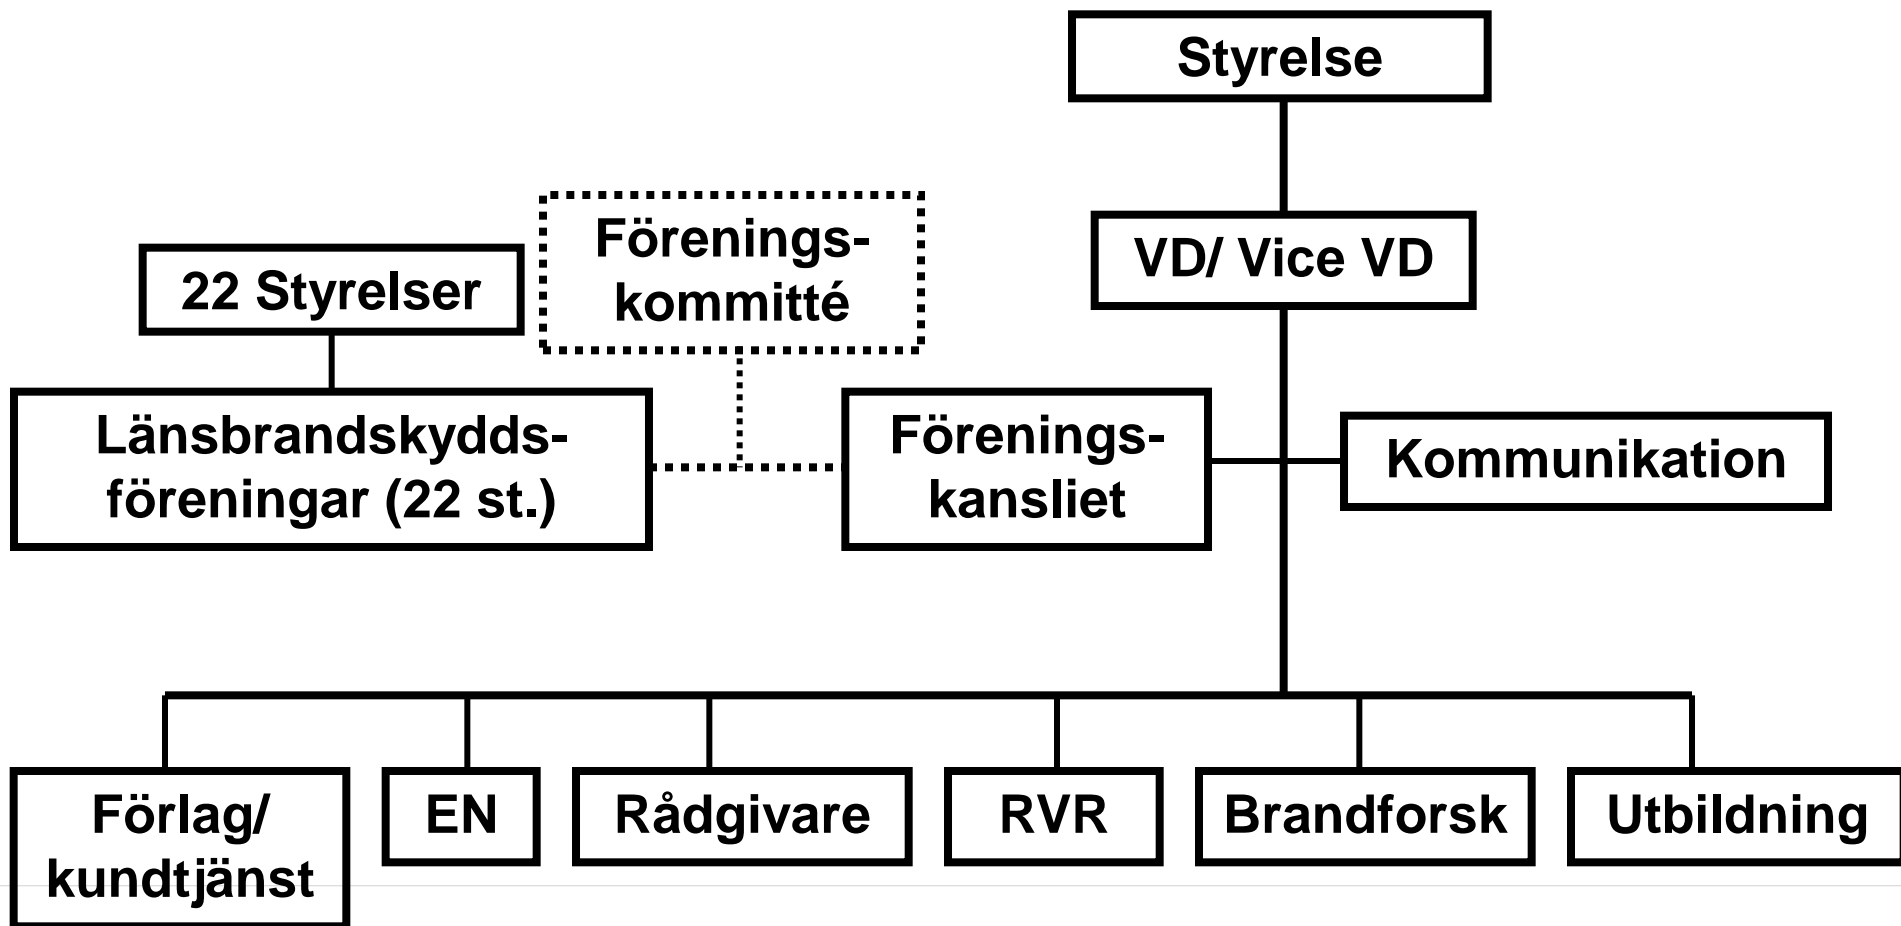 Styrelse
Förenings-
kommitté
VD/ Vice VD
22 Styrelser
Länsbrandskydds-
föreningar (22 st.)
Förenings-
kansliet
Kommunikation
Förlag/
kundtjänst
EN
Rådgivare
RVR
Brandforsk
Utbildning